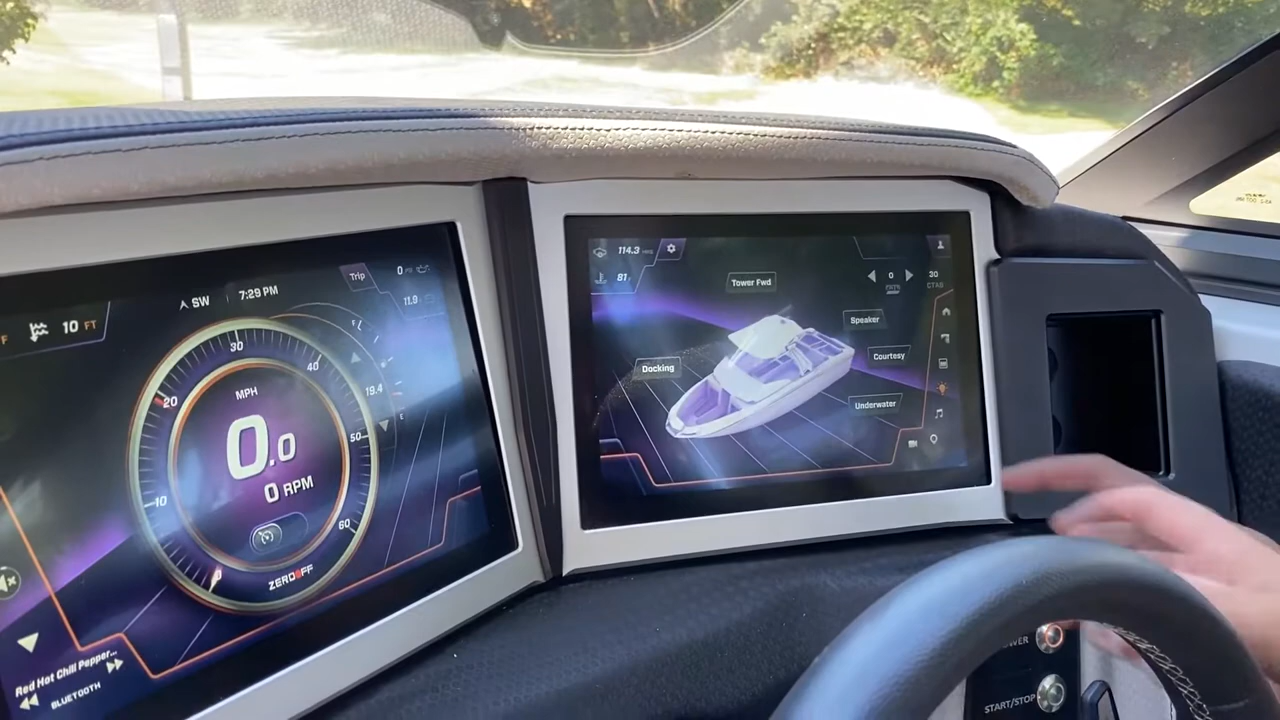 F
10 FT
SW
7:29 PM
Trip
0
11.9
30
20
40
10
50
60
MPH
0.0
0 RPM
ZEROOFF
19.4
F
E
Red Hot Chili Pepper...
BLUETOOTH
114.3
81
Tower Fwd
0
30
CTAG
Speaker
Courtesy
Docking
Underwater
START/STOP